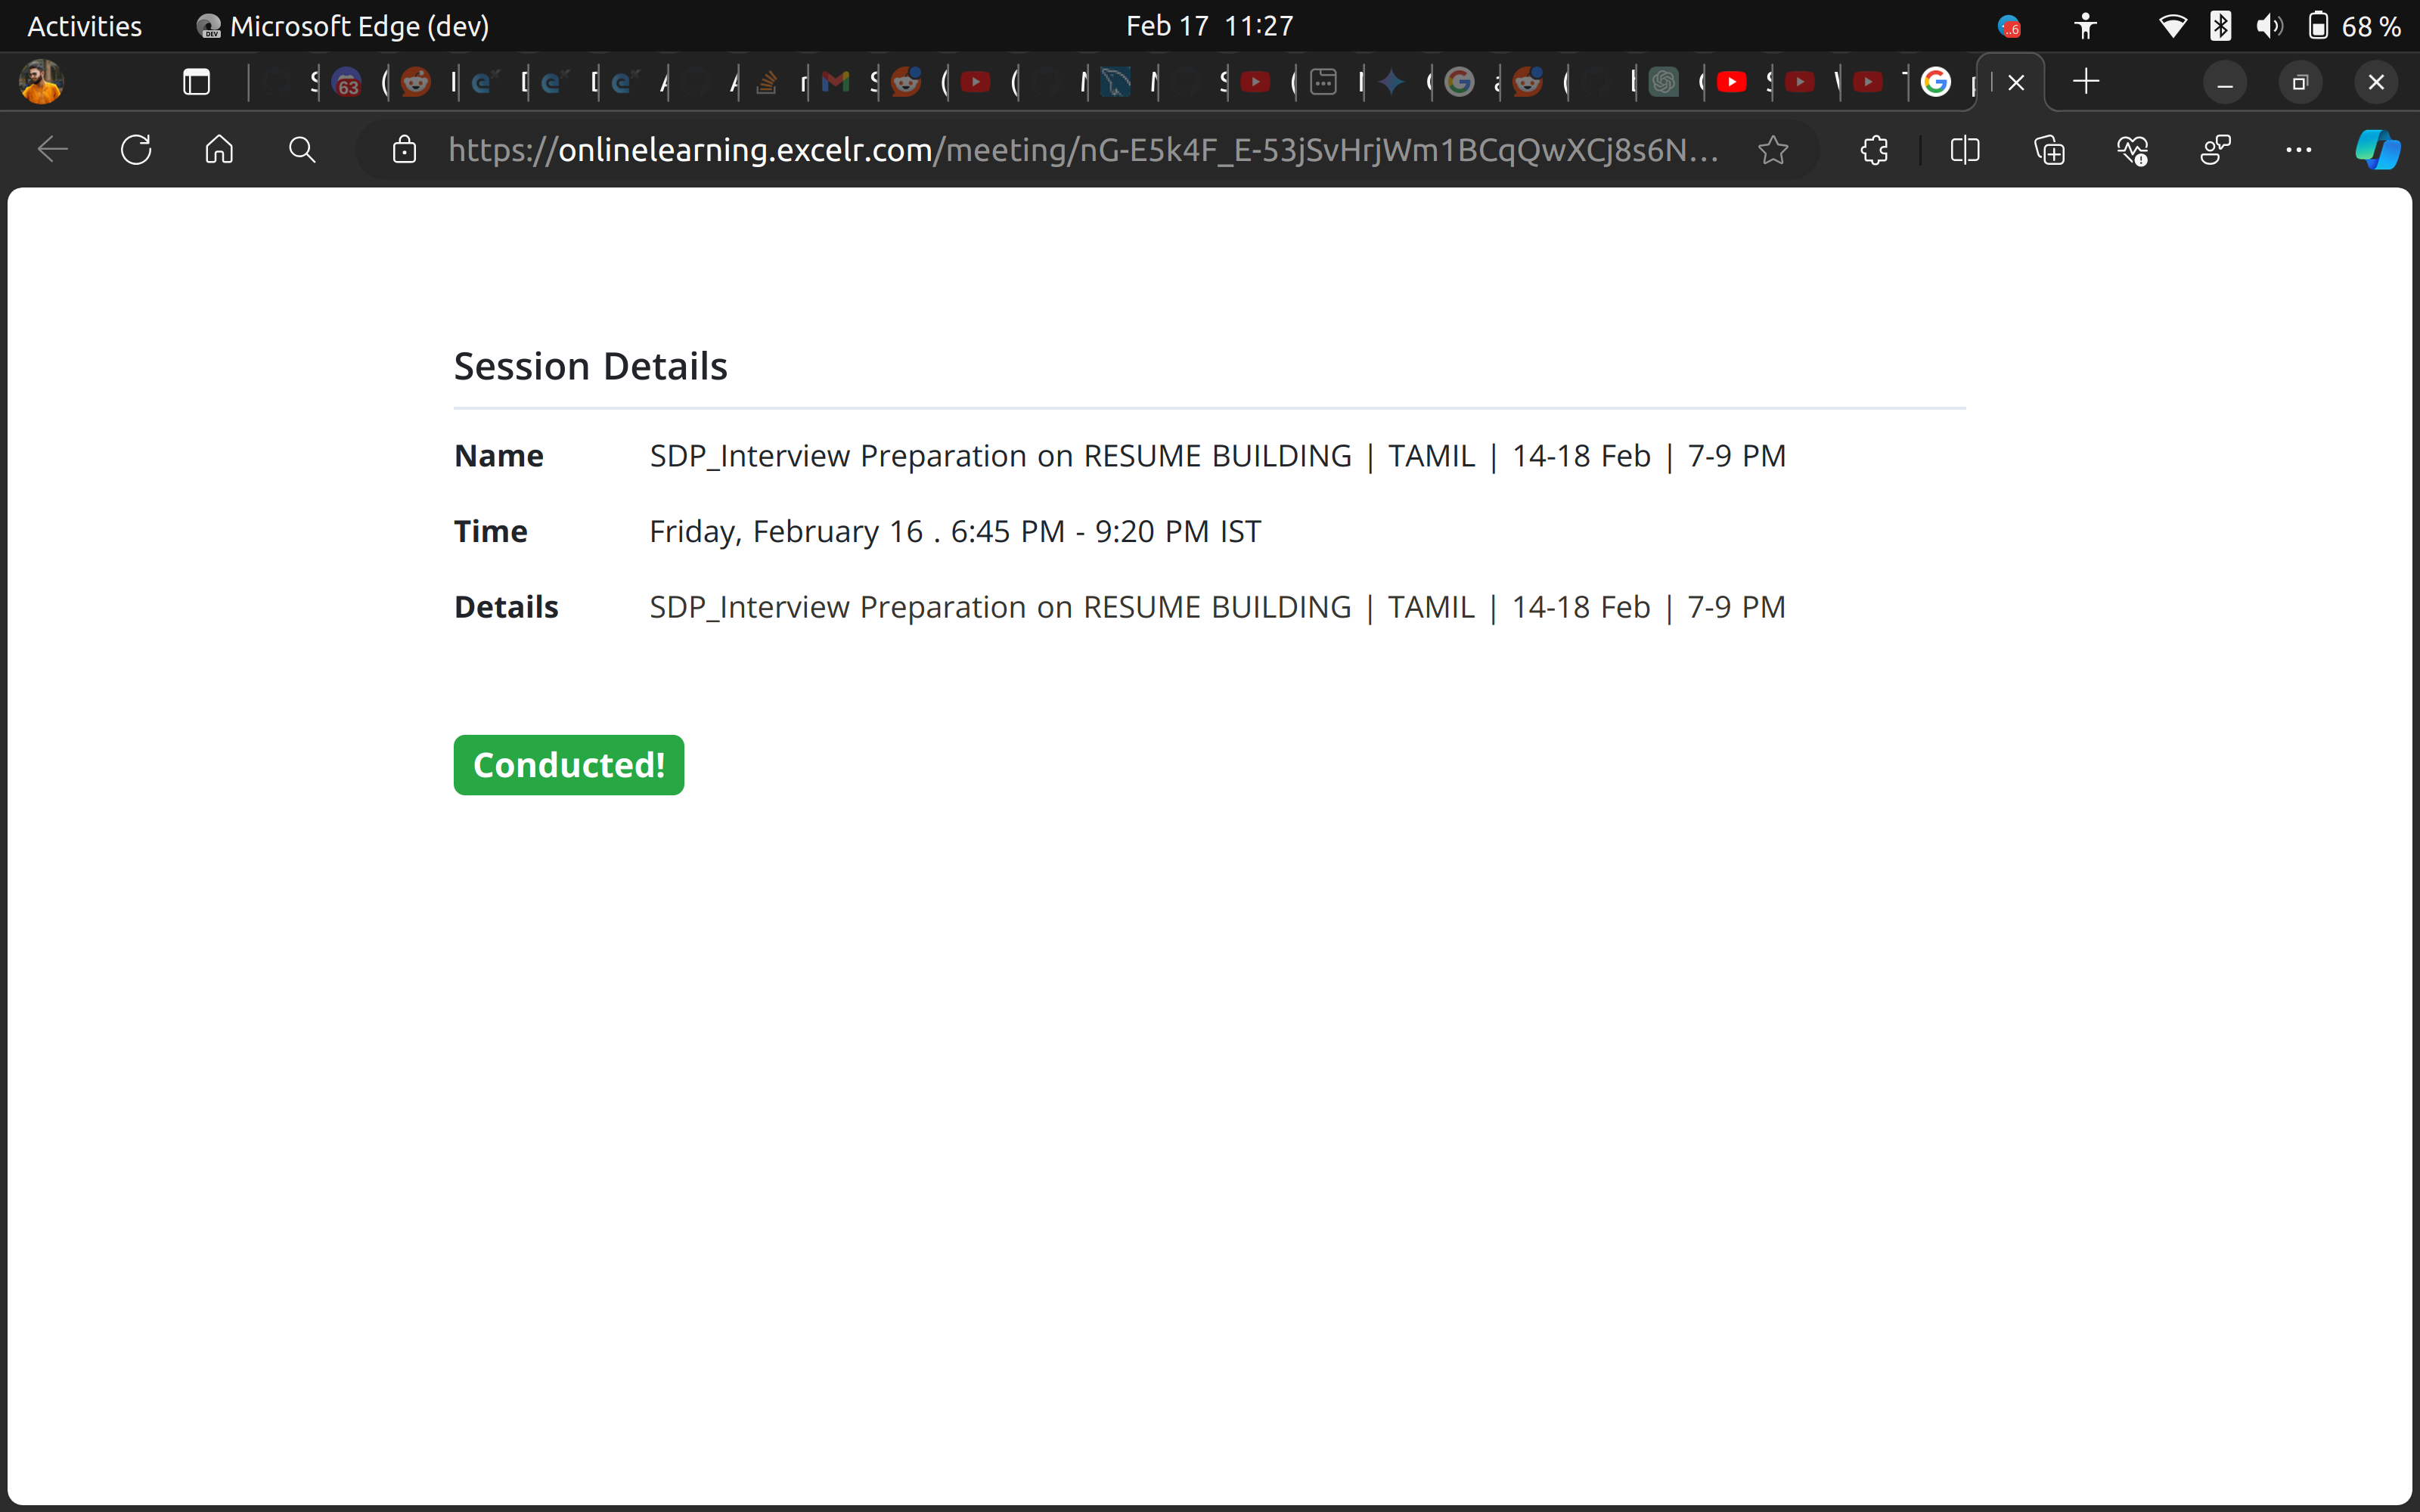 Activities Microsoft Edge (dev) Feb 17 11:27 68 %
63
https://onlinelearning.excelr.com/meeting/nG-E5k4F_E-53jSvHrjWm1BCqQwXCj8s6N...
Session Details
Name SDP_Interview Preparation on RESUME BUILDING | TAMIL | 14-18 Feb | 7-9 PM
Time Friday, February 16 . 6:45 PM - 9:20 PM IST
Details SDP_Interview Preparation on RESUME BUILDING | TAMIL | 14-18 Feb | 7-9 PM
Conducted!